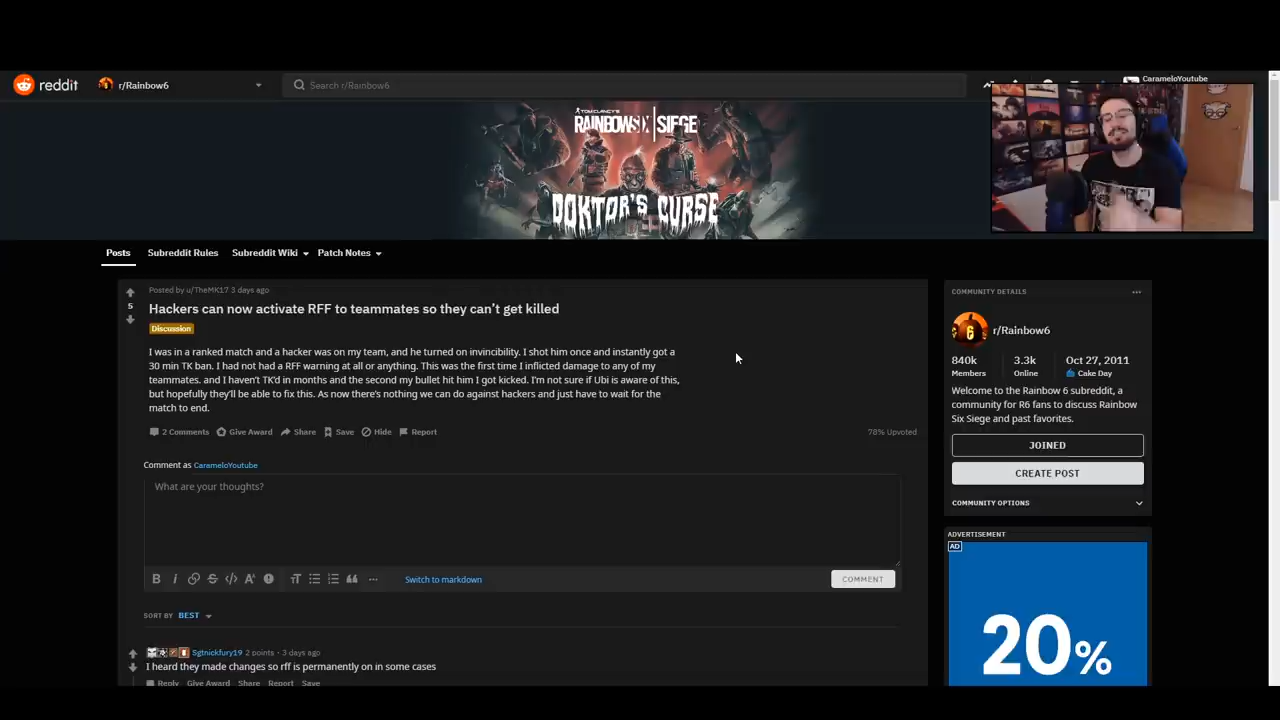 reddit
r/Rainbow6
Search r/Rainbow6
CarameloYoutube
TOM CLANCY'S
RAINBOW SIX | SIEGE
DOKTOR'S CURSE
Posts
Subreddit Rules
Subreddit Wiki
Patch Notes
Posted by u/TheMK17 3 days ago
5
Hackers can now activate RFF to teammates so they can't get killed
Discussion
I was in a ranked match and a hacker was on my team, and he turned on invincibility. I shot him once and instantly got a
30 min TK ban. I had not had a RFF warning at all or anything. This was the first time I inflicted damage to any of my
teammates. and I haven't TK'd in months and the second my bullet hit him I got kicked. I'm not sure if Ubi is aware of this,
but hopefully they'll be able to fix this. As now there's nothing we can do against hackers and just have to wait for the
match to end.
2 Comments Give Award Share Save Hide Report
78% Upvoted
Comment as CarameloYoutube
What are your thoughts?
B i S </> A
Switch to markdown
COMMENT
SORT BY BEST
Sgtnickfury19 2 points · 3 days ago
I heard they made changes so rff is permanently on in some cases
Reply Give Award Share Report Save
COMMUNITY DETAILS
r/Rainbow6
840k 3.3k Oct 27, 2011
Members Online Cake Day
Welcome to the Rainbow 6 subreddit, a
community for R6 fans to discuss Rainbow
Six Siege and past favorites.
JOINED
CREATE POST
COMMUNITY OPTIONS
ADVERTISEMENT
AD
20%